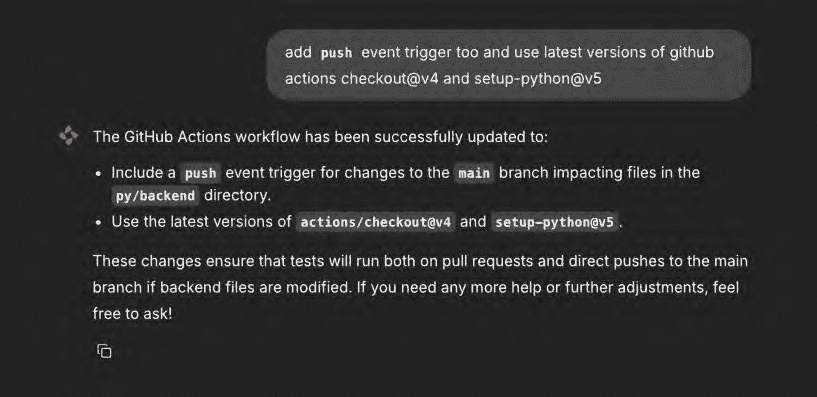 add push event trigger too and use latest versions of github
actions checkout@v4 and setup-python@v5
The GitHub Actions workflow has been successfully updated to:
• Include a push event trigger for changes to the main branch impacting files in the
py/backend directory.
• Use the latest versions of actions/checkout@v4 and setup-python@v5.
These changes ensure that tests will run both on pull requests and direct pushes to the main
branch if backend files are modified. If you need any more help or further adjustments, feel
free to ask!